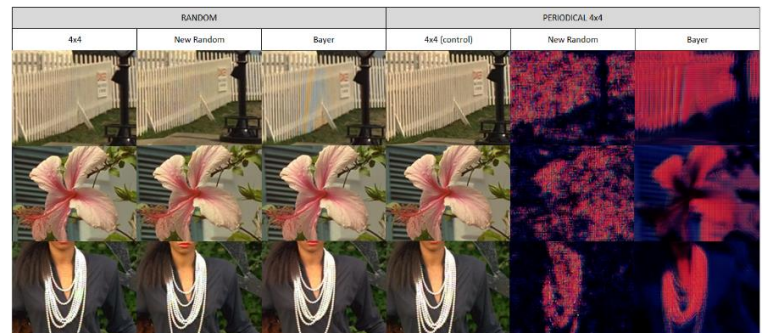 RANDOM PERIODICAL 4x4
4x4 New Random Bayer 4x4 (control) New Random Bayer